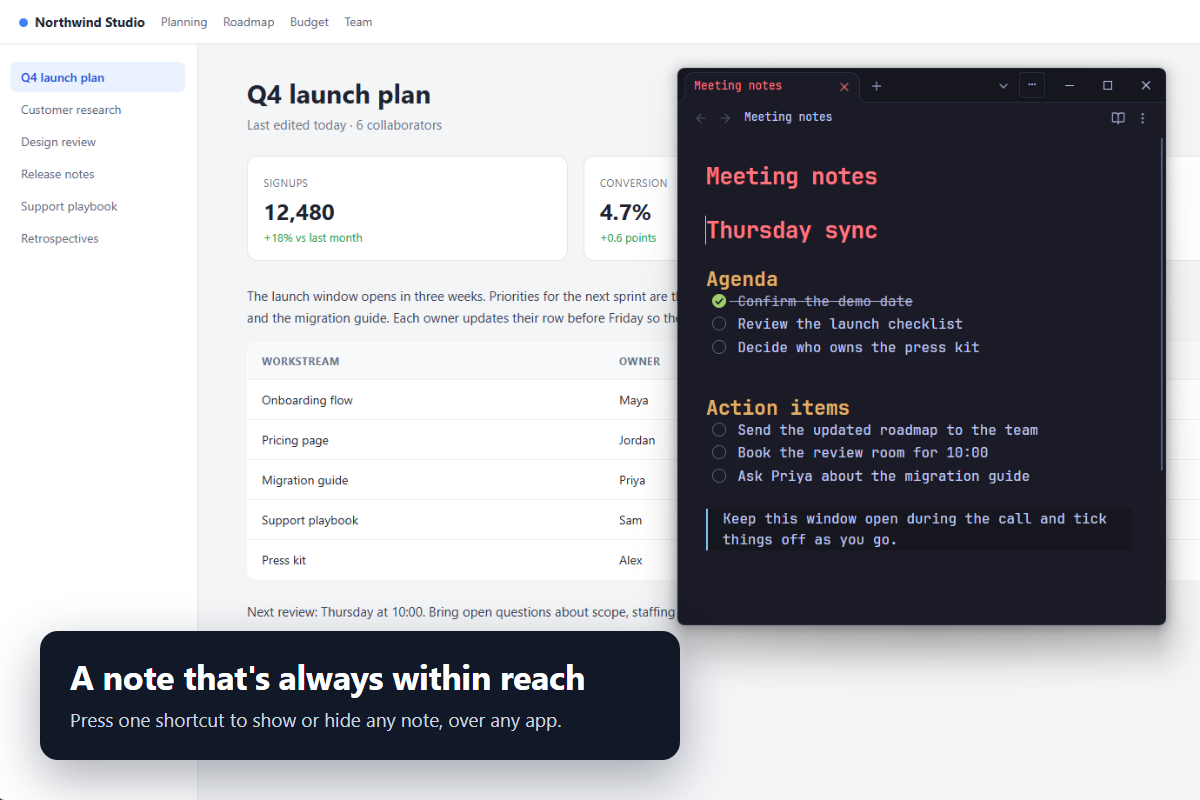 Northwind Studio Planning Roadmap Budget Team
Q4 launch plan
Customer research
Design review
Release notes
Support playbook
Retrospectives
Q4 launch plan
Last edited today · 6 collaborators
SIGNUPS
12,480
+18% vs last month
CONVERSION
4.7%
+0.6 points
The launch window opens in three weeks. Priorities for the next sprint are
and the migration guide. Each owner updates their row before Friday so
WORKSTREAM OWNER
Onboarding flow Maya
Pricing page Jordan
Migration guide Priya
Support playbook Sam
Press kit Alex
Next review: Thursday at 10:00. Bring open questions about scope, staffing
Meeting notes
Meeting notes
Meeting notes
Thursday sync
Agenda
Confirm the demo date
Review the launch checklist
Decide who owns the press kit
Action items
Send the updated roadmap to the team
Book the review room for 10:00
Ask Priya about the migration guide
Keep this window open during the call and tick
things off as you go.
A note that's always within reach
Press one shortcut to show or hide any note, over any app.